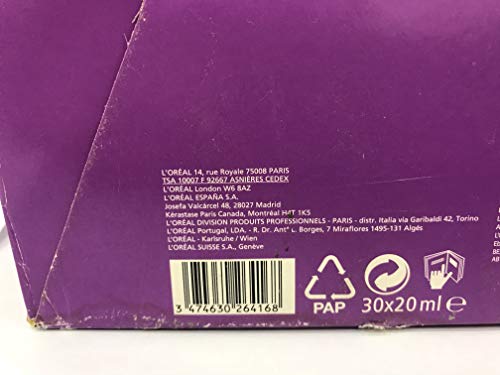 L'ORÉAL 14, rue Royale 75008 PARIS
TSA 10007 F 92667 ASNIÈRES CEDEX
L'ORÉAL London W6 8AZ
L'ORÉAL ESPAÑA S.A.
Josefa Valcárcel 48, 28027 Madrid
Kérastase Paris Canada, Montréal H4T 1K5
L'ORÉAL DIVISION PRODUITS PROFESSIONNELS - PARIS - distr. Italia via Garibaldi 42, Torino
L'ORÉAL Portugal, LDA. - R. Dr. Antº L. Borges, 7 Miraflores 1495-131 Algés
L'ORÉAL - Karlsruhe / Wien
L'ORÉAL SUISSE S.A., Genève
3 474630 264168
PAP
30x20 ml e